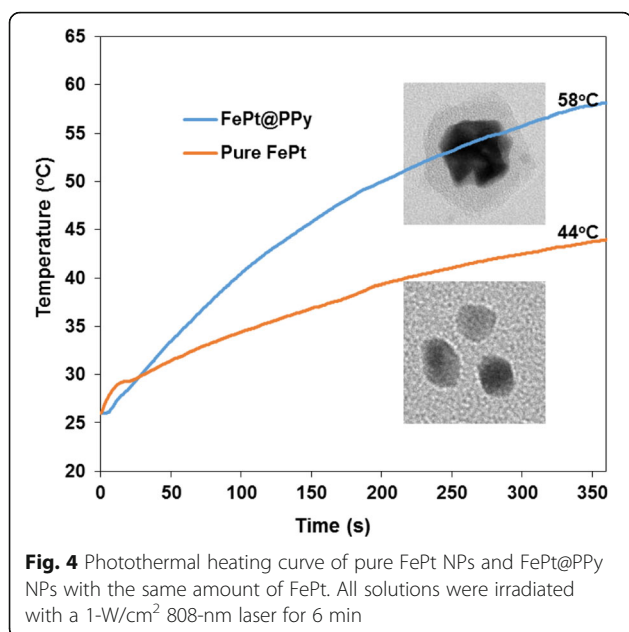 65
60
55
50
45
40
35
30
25
20
Temperature (°C)
FePt@PPy
Pure FePt
58°C
44°C
0
50
100
150
200
250
300
350
Time (s)
Fig. 4 Photothermal heating curve of pure FePt NPs and FePt@PPy
NPs with the same amount of FePt. All solutions were irradiated
with a 1-W/cm² 808-nm laser for 6 min